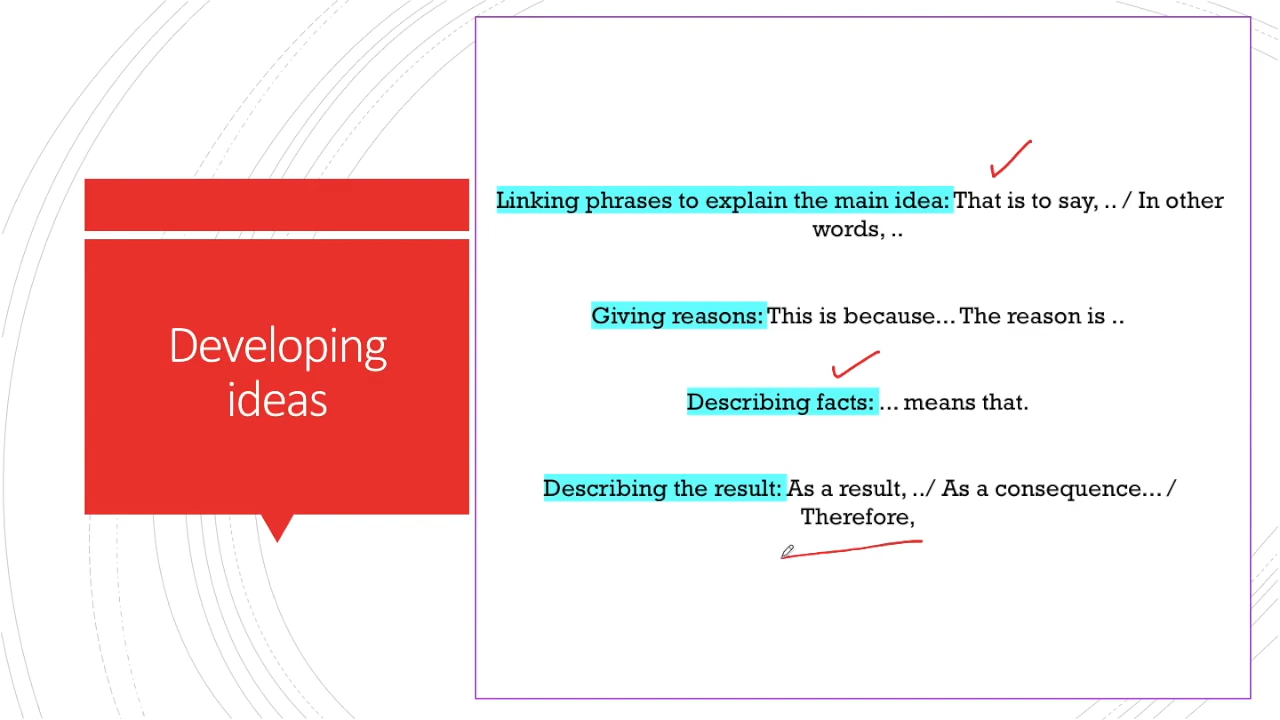 Developing
ideas
Linking phrases to explain the main idea: That is to say, .. / In other
words, ..
Giving reasons: This is because... The reason is ..
Describing facts: ... means that.
Describing the result: As a result, ../ As a consequence... /
Therefore,